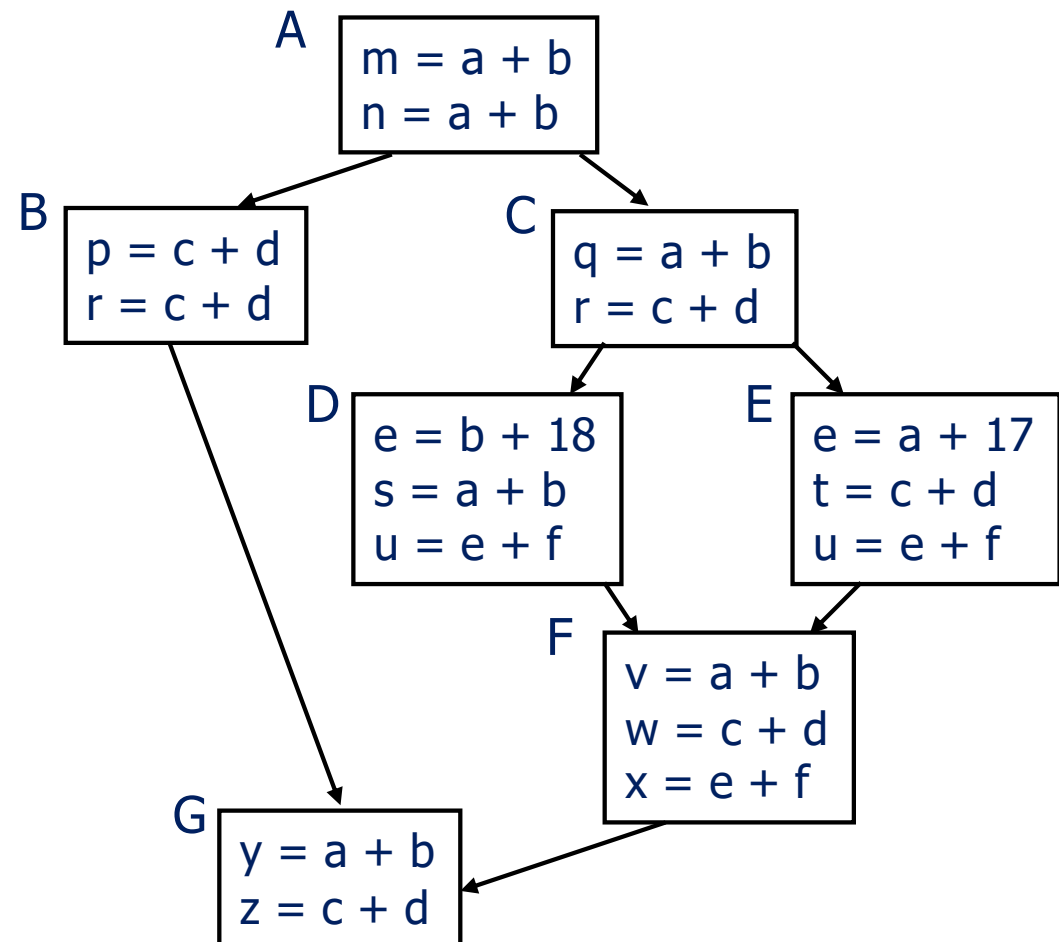 A
m = a + b
n = a + b
B
p = c + d
r = c + d
C
q = a + b
r = c + d
D
e = b + 18
s = a + b
u = e + f
E
e = a + 17
t = c + d
u = e + f
F
v = a + b
w = c + d
x = e + f
G
y = a + b
z = c + d